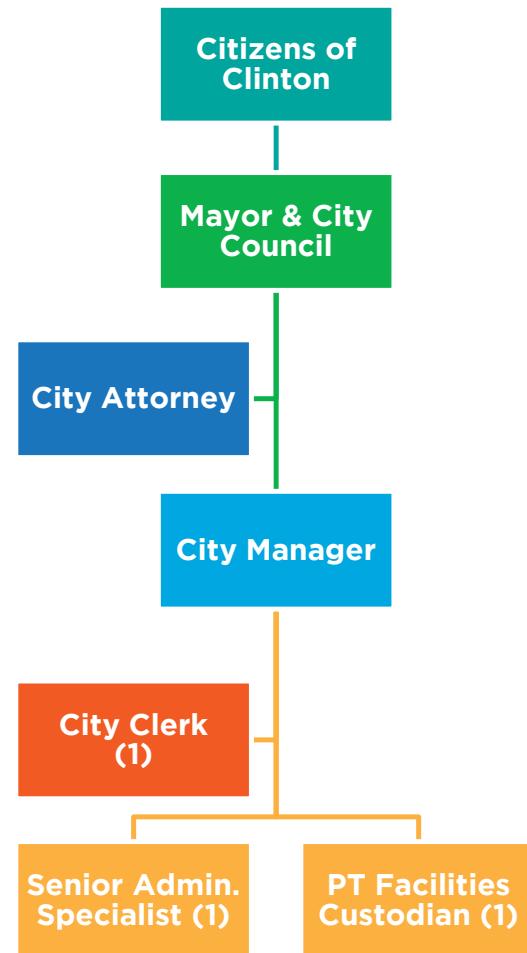 Citizens of
Clinton
Mayor & City
Council
City Attorney
City Manager
City Clerk
(1)
Senior Admin.
Specialist (1)
PT Facilities
Custodian (1)